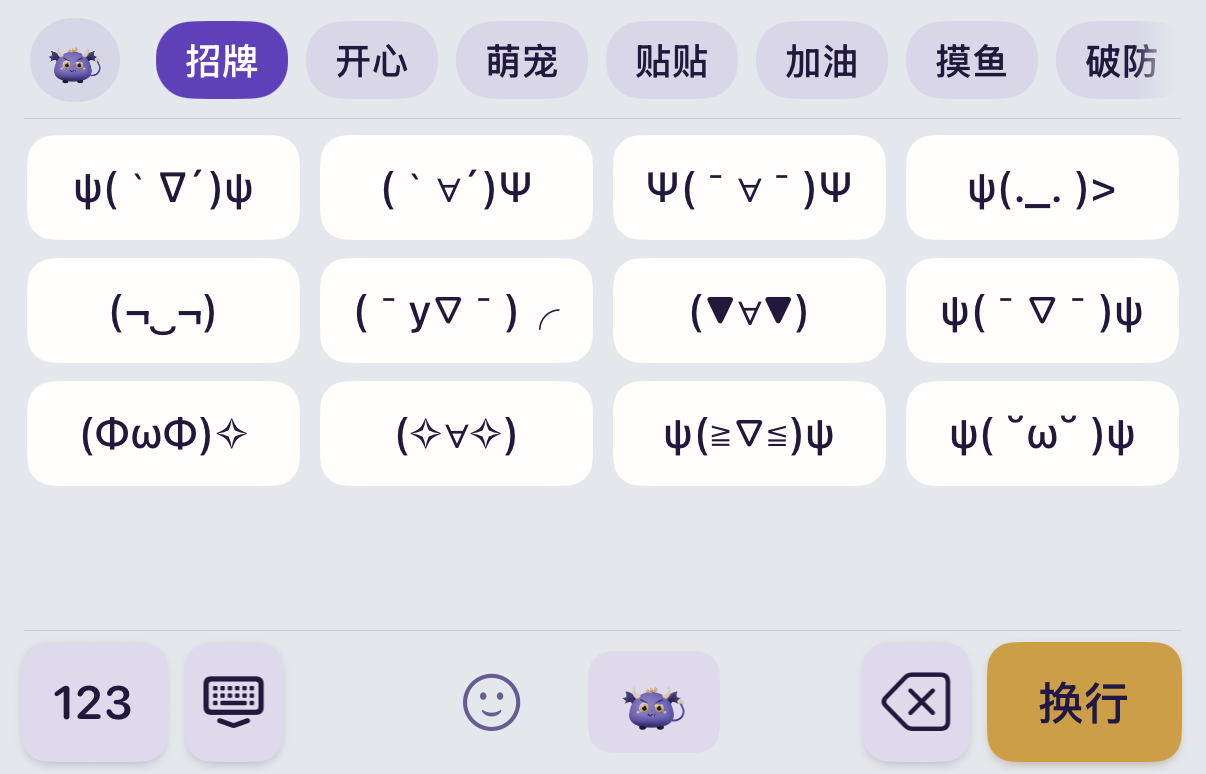 招牌 开心 萌宠 贴贴 加油 摸鱼 破防
ψ(｀∇´)ψ (｀∀´)Ψ Ψ(￣∀￣)Ψ ψ(._. )>
(¬‿¬) (￣y∇￣)╭ (▼∀▼) ψ(￣∇￣)ψ
(ΦωΦ)✧ (✧∀✧) ψ(≧∇≦)ψ ψ( ˘ω˘ )ψ
123 换行